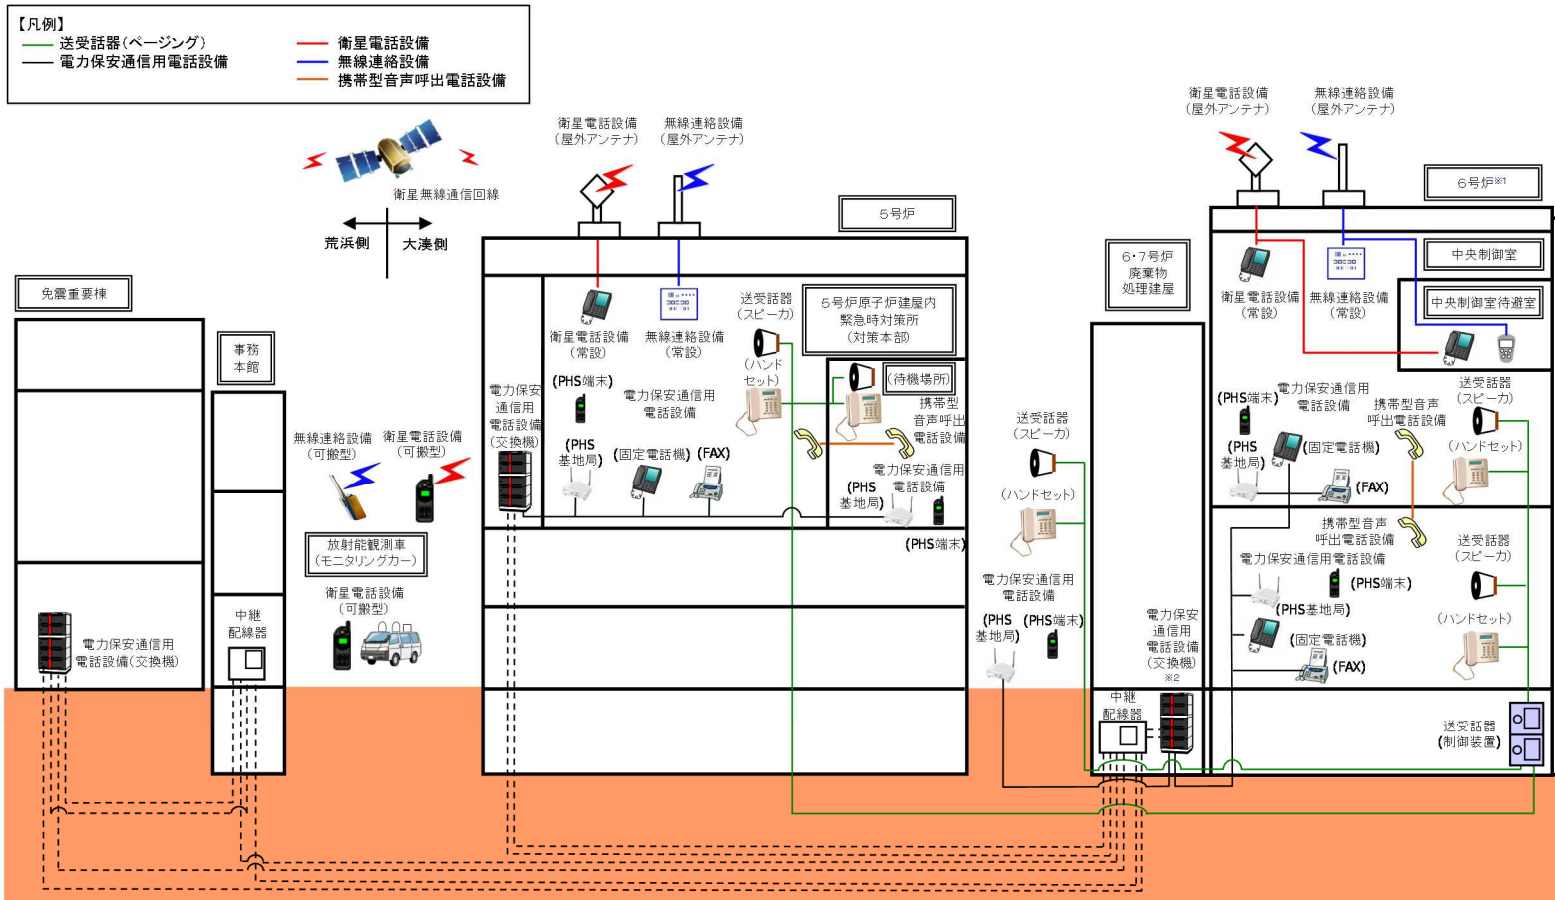 【凡例】
送受話器(ページング)
電力保安通信用電話設備
衛星電話設備
無線連絡設備
携帯型音声呼出電話設備
衛星無線通信回線
荒浜側
大湊側
免震重要棟
電力保安通信用
電話設備(交換機)
事務
本館
中継
配線器
無線連絡設備
(可搬型)
衛星電話設備
(可搬型)
放射能観測車
(モニタリングカー)
衛星電話設備
(可搬型)
衛星電話設備
(屋外アンテナ)
無線連絡設備
(屋外アンテナ)
5号炉
衛星電話設備
(常設)
無線連絡設備
(常設)
送受話器
(スピーカ)
(ハンド
セット)
5号炉原子炉建屋内
緊急時対策所
(対策本部)
(待機場所)
電力保安
通信用
電話設備
(交換機)
(PHS端末)
電力保安通信用
電話設備
(PHS
基地局)
(固定電話機)
(FAX)
携帯型
音声呼出
電話設備
電力保安通信用
電話設備
(PHS
基地局)
(PHS端末)
送受話器
(スピーカ)
(ハンドセット)
電力保安通信用
電話設備
(PHS
基地局)
(PHS端末)
6・7号炉
廃棄物
処理建屋
電力保安
通信用
電話設備
(交換機)
※2
中継
配線器
衛星電話設備
(屋外アンテナ)
無線連絡設備
(屋外アンテナ)
6号炉※1
中央制御室
衛星電話設備
(常設)
無線連絡設備
(常設)
中央制御室待避室
電力保安通信用
電話設備
(PHS端末)
(PHS
基地局)
(固定電話機)
(FAX)
携帯型音声
呼出電話設備
送受話器
(スピーカ)
(ハンドセット)
携帯型音声
呼出電話設備
電力保安通信用電話設備
(PHS端末)
(PHS基地局)
(固定電話機)
(FAX)
送受話器
(スピーカ)
(ハンドセット)
送受話器
(制御装置)